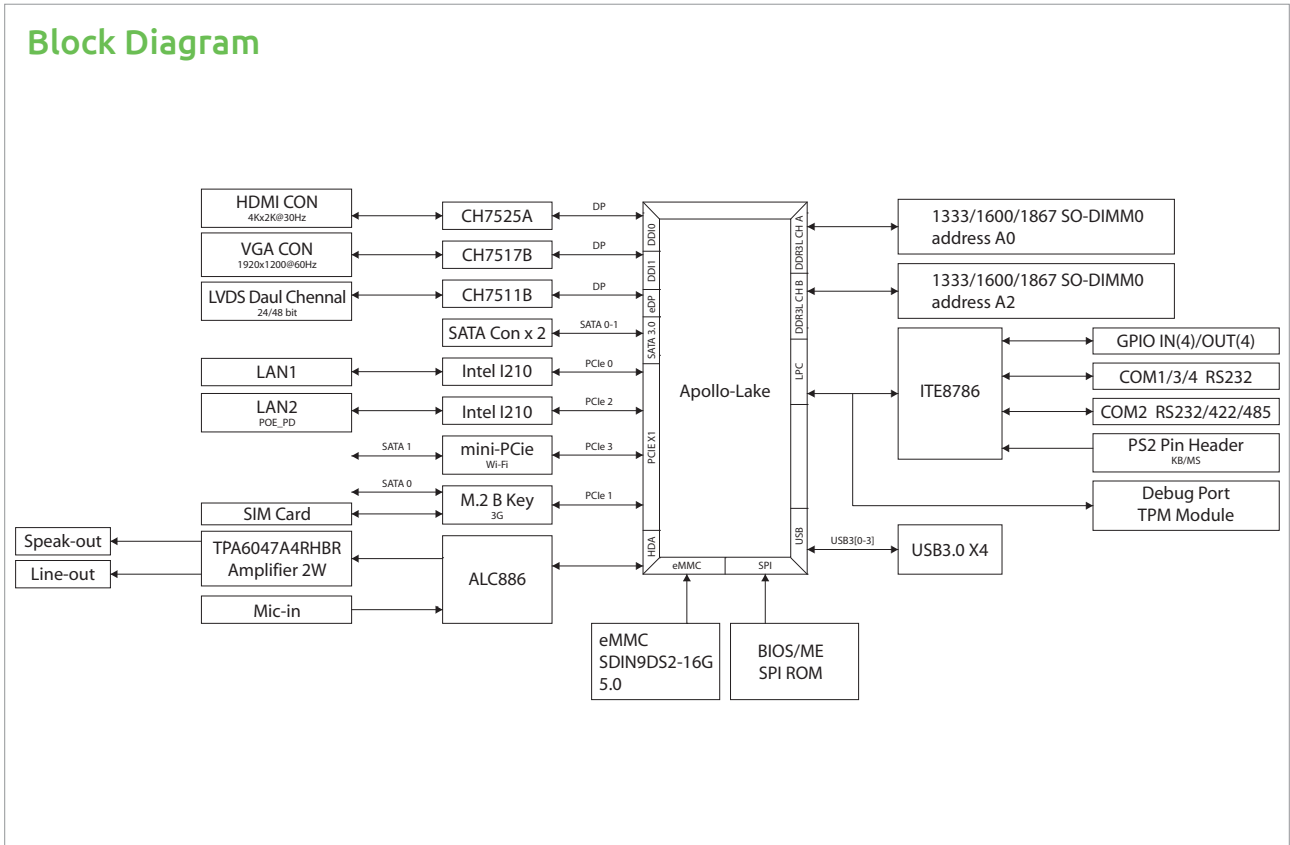 Block Diagram
HDMI CON
4Kx2K@30Hz
CH7525A
DP
DDI0
VGA CON
1920x1200@60Hz
CH7517B
DP
DDI1
LVDS Daul Chennal
24/48 bit
CH7511B
DP
eDP
SATA Con x 2
SATA 0-1
SATA 3.0
LAN1
Intel I210
PCIe 0
LAN2
POE_PD
Intel I210
PCIe 2
SATA 1
mini-PCie
Wi-Fi
PCIe 3
PCIE X1
SATA 0
SIM Card
M.2 B Key
3G
PCIe 1
Speak-out
Line-out
TPA6047A4RHBR
Amplifier 2W
Mic-in
ALC886
HDA
Apollo-Lake
eMMC
SPI
eMMC
SDIN9DS2-16G
5.0
BIOS/ME
SPI ROM
DDR3L CH A
1333/1600/1867 SO-DIMM0
address A0
DDR3L CH B
1333/1600/1867 SO-DIMM0
address A2
LPC
ITE8786
GPIO IN(4)/OUT(4)
COM1/3/4 RS232
COM2 RS232/422/485
PS2 Pin Header
KB/MS
Debug Port
TPM Module
USB
USB3[0-3]
USB3.0 X4